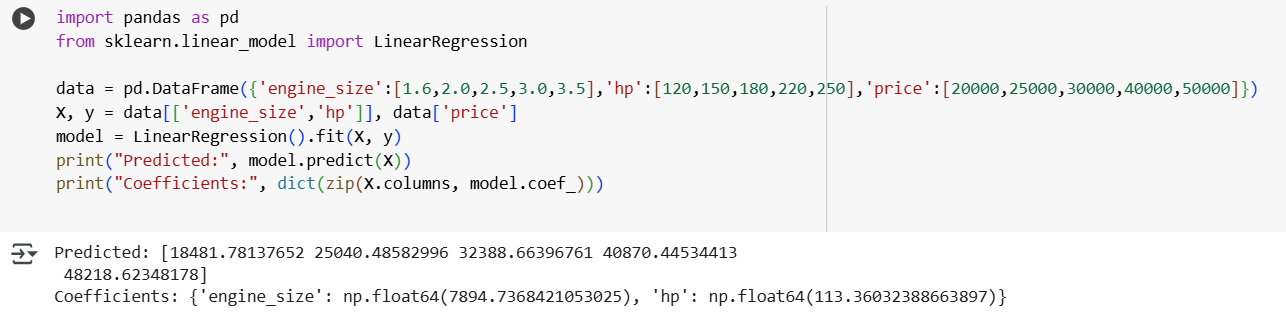 import pandas as pd
from sklearn.linear_model import LinearRegression
data = pd.DataFrame({'engine_size':[1.6,2.0,2.5,3.0,3.5],'hp':[120,150,180,220,250],'price':[20000,25000,30000,40000,50000]})
X, y = data[['engine_size','hp']], data['price']
model = LinearRegression().fit(X, y)
print("Predicted:", model.predict(X))
print("Coefficients:", dict(zip(X.columns, model.coef_)))
Predicted: [18481.78137652 25040.48582996 32388.66396761 40870.44534413
48218.62348178]
Coefficients: {'engine_size': np.float64(7894.7368421053025), 'hp': np.float64(113.36032388663897)}